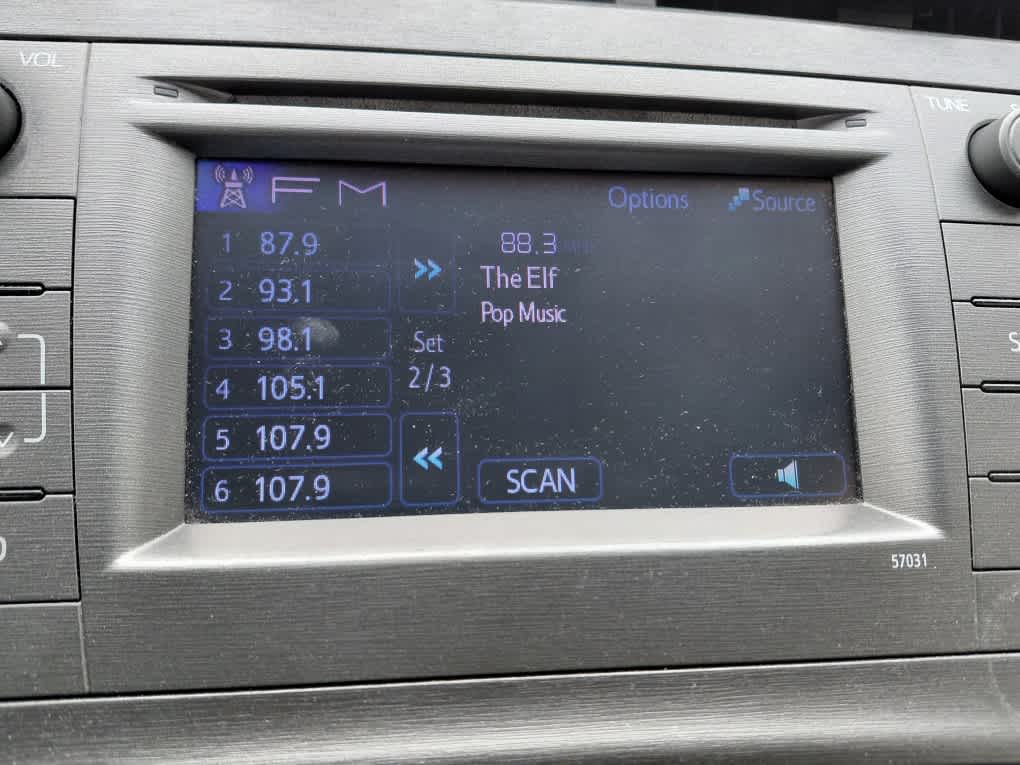 VOL
TUNE
FM
Options
Source
1 87.9
2 93.1
3 98.1
4 105.1
5 107.9
6 107.9
Set
2/3
88.3 MHz
The Elf
Pop Music
SCAN
57031